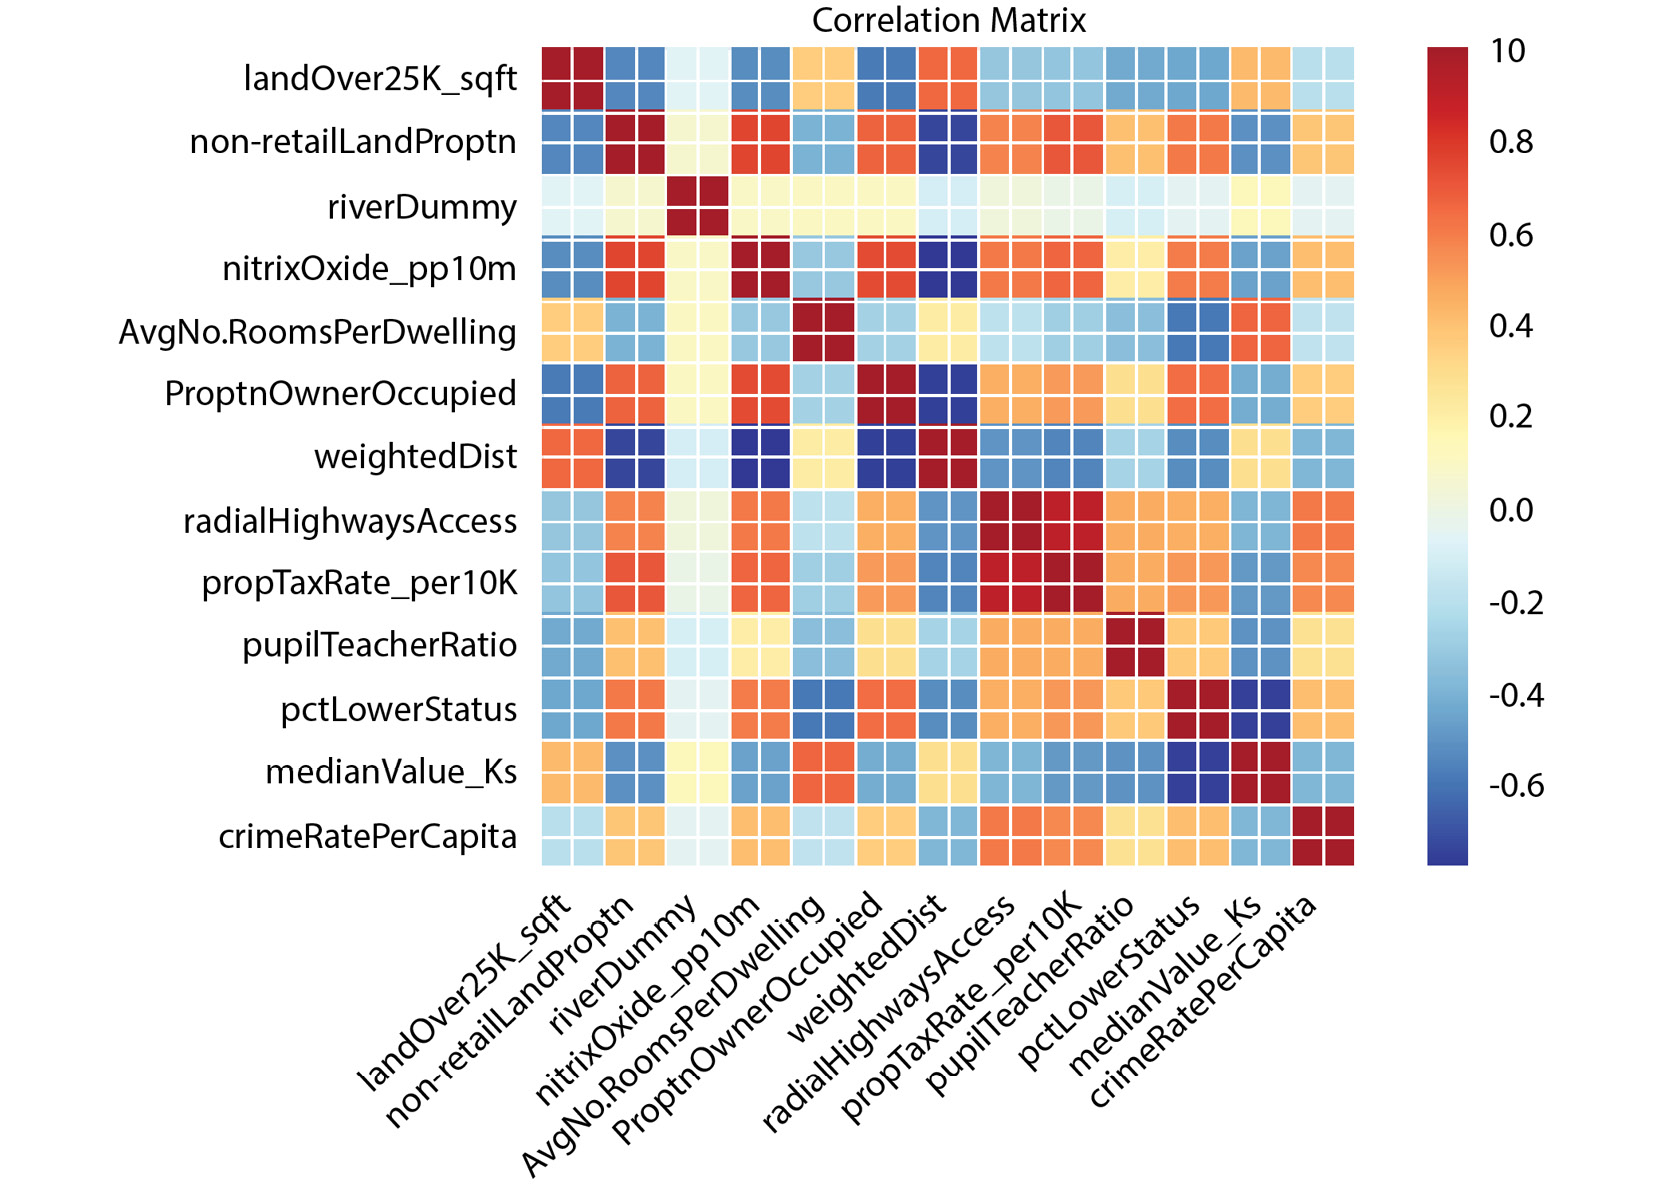 Correlation Matrix
landOver25K_sqft
non-retailLandProptn
riverDummy
nitrixOxide_pp10m
AvgNo.RoomsPerDwelling
ProptnOwnerOccupied
weightedDist
radialHighwaysAccess
propTaxRate_per10K
pupilTeacherRatio
pctLowerStatus
medianValue_Ks
crimeRatePerCapita
10
0.8
0.6
0.4
0.2
0.0
-0.2
-0.4
-0.6
landOver25K_sqft
non-retailLandProptn
riverDummy
nitrixOxide_pp10m
AvgNo.RoomsPerDwelling
ProptnOwnerOccupied
weightedDist
radialHighwaysAccess
propTaxRate_per10K
pupilTeacherRatio
pctLowerStatus
medianValue_Ks
crimeRatePerCapita